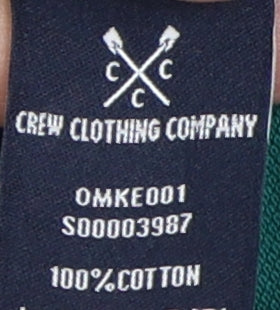 C C
C
CREW CLOTHING COMPANY
OMKE001
S00003987
100%COTTON